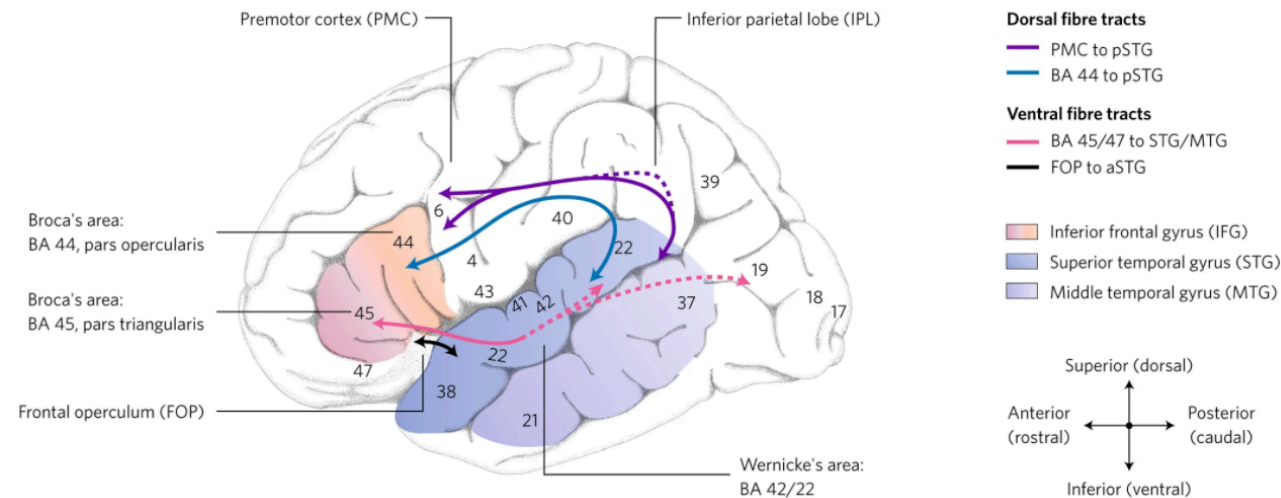 Premotor cortex (PMC)
Inferior parietal lobe (IPL)
Broca's area:
BA 44, pars opercularis
Broca's area:
BA 45, pars triangularis
Frontal operculum (FOP)
Wernicke's area:
BA 42/22
6
44
4
43
40
39
22
41
42
45
47
22
38
21
37
19
18
17
Dorsal fibre tracts
PMC to pSTG
BA 44 to pSTG
Ventral fibre tracts
BA 45/47 to STG/MTG
FOP to aSTG
Inferior frontal gyrus (IFG)
Superior temporal gyrus (STG)
Middle temporal gyrus (MTG)
Superior (dorsal)
Anterior
(rostral)
Posterior
(caudal)
Inferior (ventral)